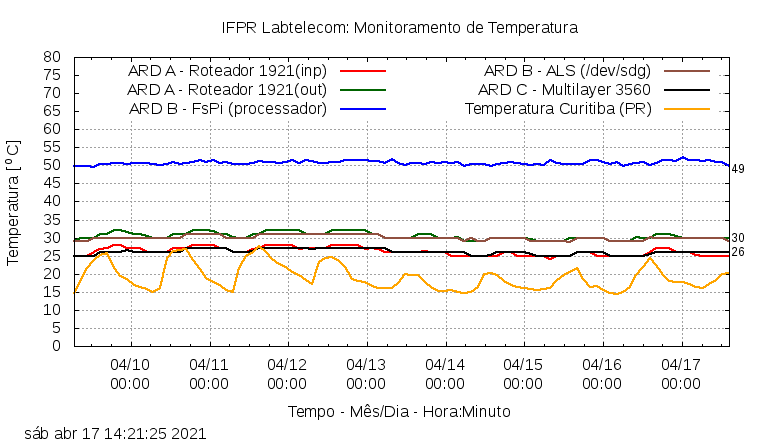 IFPR Labtelecom: Monitoramento de Temperatura
ARD A - Roteador 1921(inp)
ARD A - Roteador 1921(out)
ARD B - FsPi (processador)
ARD B - ALS (/dev/sdg)
ARD C - Multilayer 3560
Temperatura Curitiba (PR)
Temperatura [ º C]
80
75
70
65
60
55
50
45
40
35
30
25
20
15
10
5
0
49
30
26
04/10 04/11 04/12 04/13 04/14 04/15 04/16 04/17
00:00 00:00 00:00 00:00 00:00 00:00 00:00 00:00
Tempo - Mês/Dia - Hora:Minuto
sáb abr 17 14:21:25 2021